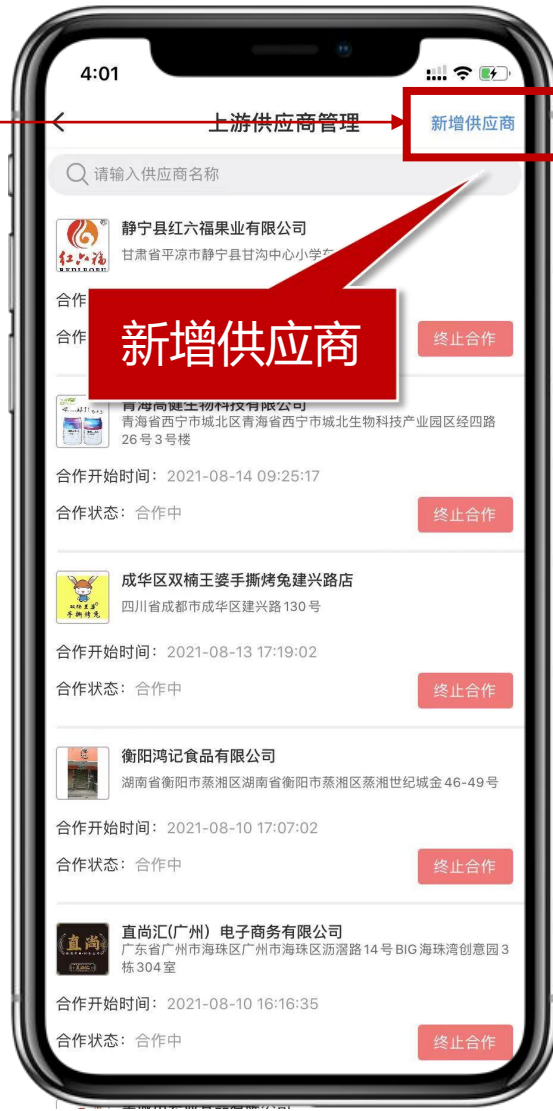 4:01
上游供应商管理
新增供应商
请输入供应商名称
静宁县红六福果业有限公司
甘肃省平凉市静宁县甘沟中心小学
红六福
合作
合作
终止合作
新增供应商
青海高健生物科技有限公司
青海省西宁市城北区青海省西宁市城北生物科技产业园区经四路
26号3号楼
合作开始时间：2021-08-14 09:25:17
合作状态：合作中
终止合作
成华区双楠王婆手撕烤兔建兴路店
四川省成都市成华区建兴路130号
合作开始时间：2021-08-13 17:19:02
合作状态：合作中
终止合作
衡阳鸿记食品有限公司
湖南省衡阳市蒸湘区湖南省衡阳市蒸湘区蒸湘世纪城金46-49号
合作开始时间：2021-08-10 17:07:02
合作状态：合作中
终止合作
直尚汇(广州）电子商务有限公司
广东省广州市海珠区广州市海珠区沥滘路14号BIG海珠湾创意园3
栋304室
直尚
合作开始时间：2021-08-10 16:16:35
合作状态：合作中
终止合作